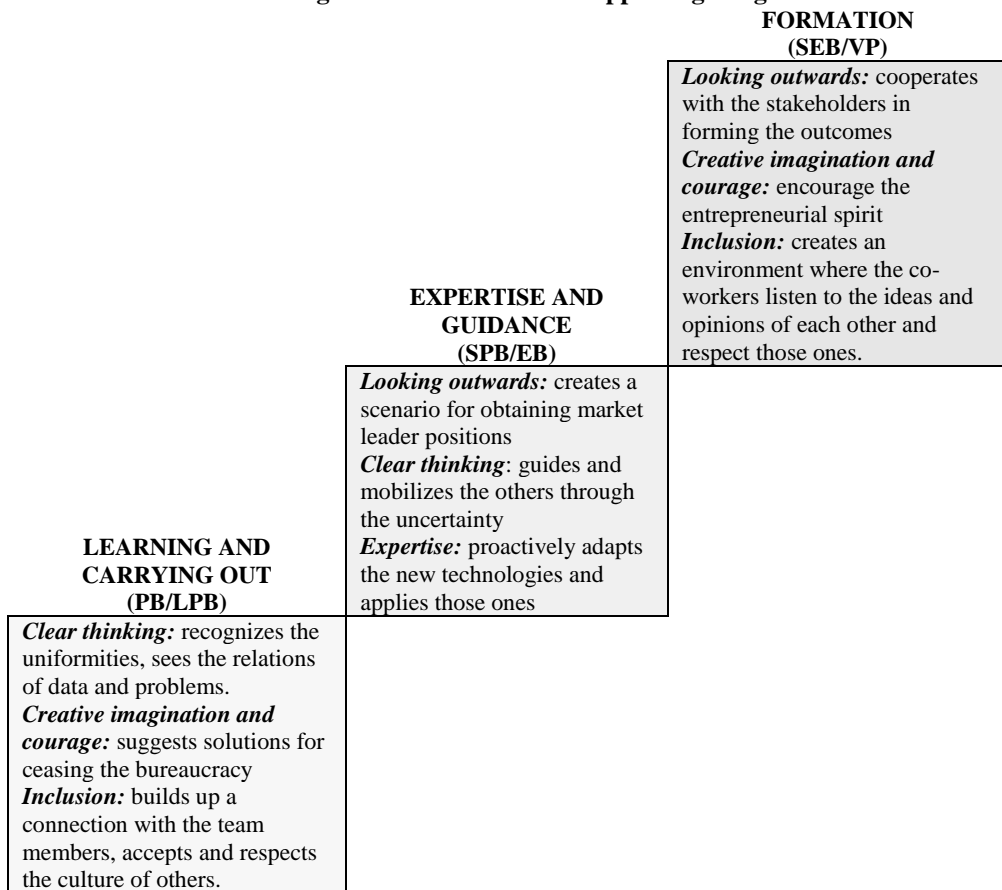 FORMATION
(SEB/VP)
Looking outwards: cooperates
with the stakeholders in
forming the outcomes
Creative imagination and
courage: encourage the
entrepreneurial spirit
Inclusion: creates an
environment where the co-
workers listen to the ideas and
opinions of each other and
respect those ones.
EXPERTISE AND
GUIDANCE
(SPB/EB)
Looking outwards: creates a
scenario for obtaining market
leader positions
Clear thinking: guides and
mobilizes the others through
the uncertainty
Expertise: proactively adapts
the new technologies and
applies those ones
LEARNING AND
CARRYING OUT
(PB/LPB)
Clear thinking: recognizes the
uniformities, sees the relations
of data and problems.
Creative imagination and
courage: suggests solutions for
ceasing the bureaucracy
Inclusion: builds up a
connection with the team
members, accepts and respects
the culture of others.